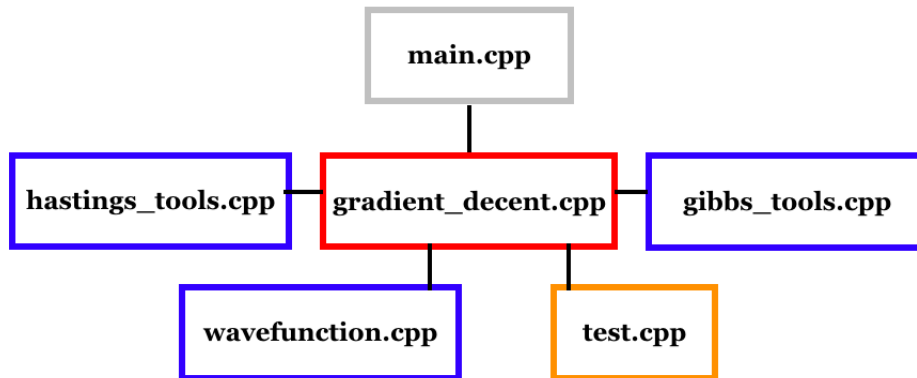 main.cpp
hastings_tools.cpp
gradient_decent.cpp
gibbs_tools.cpp
wavefunction.cpp
test.cpp